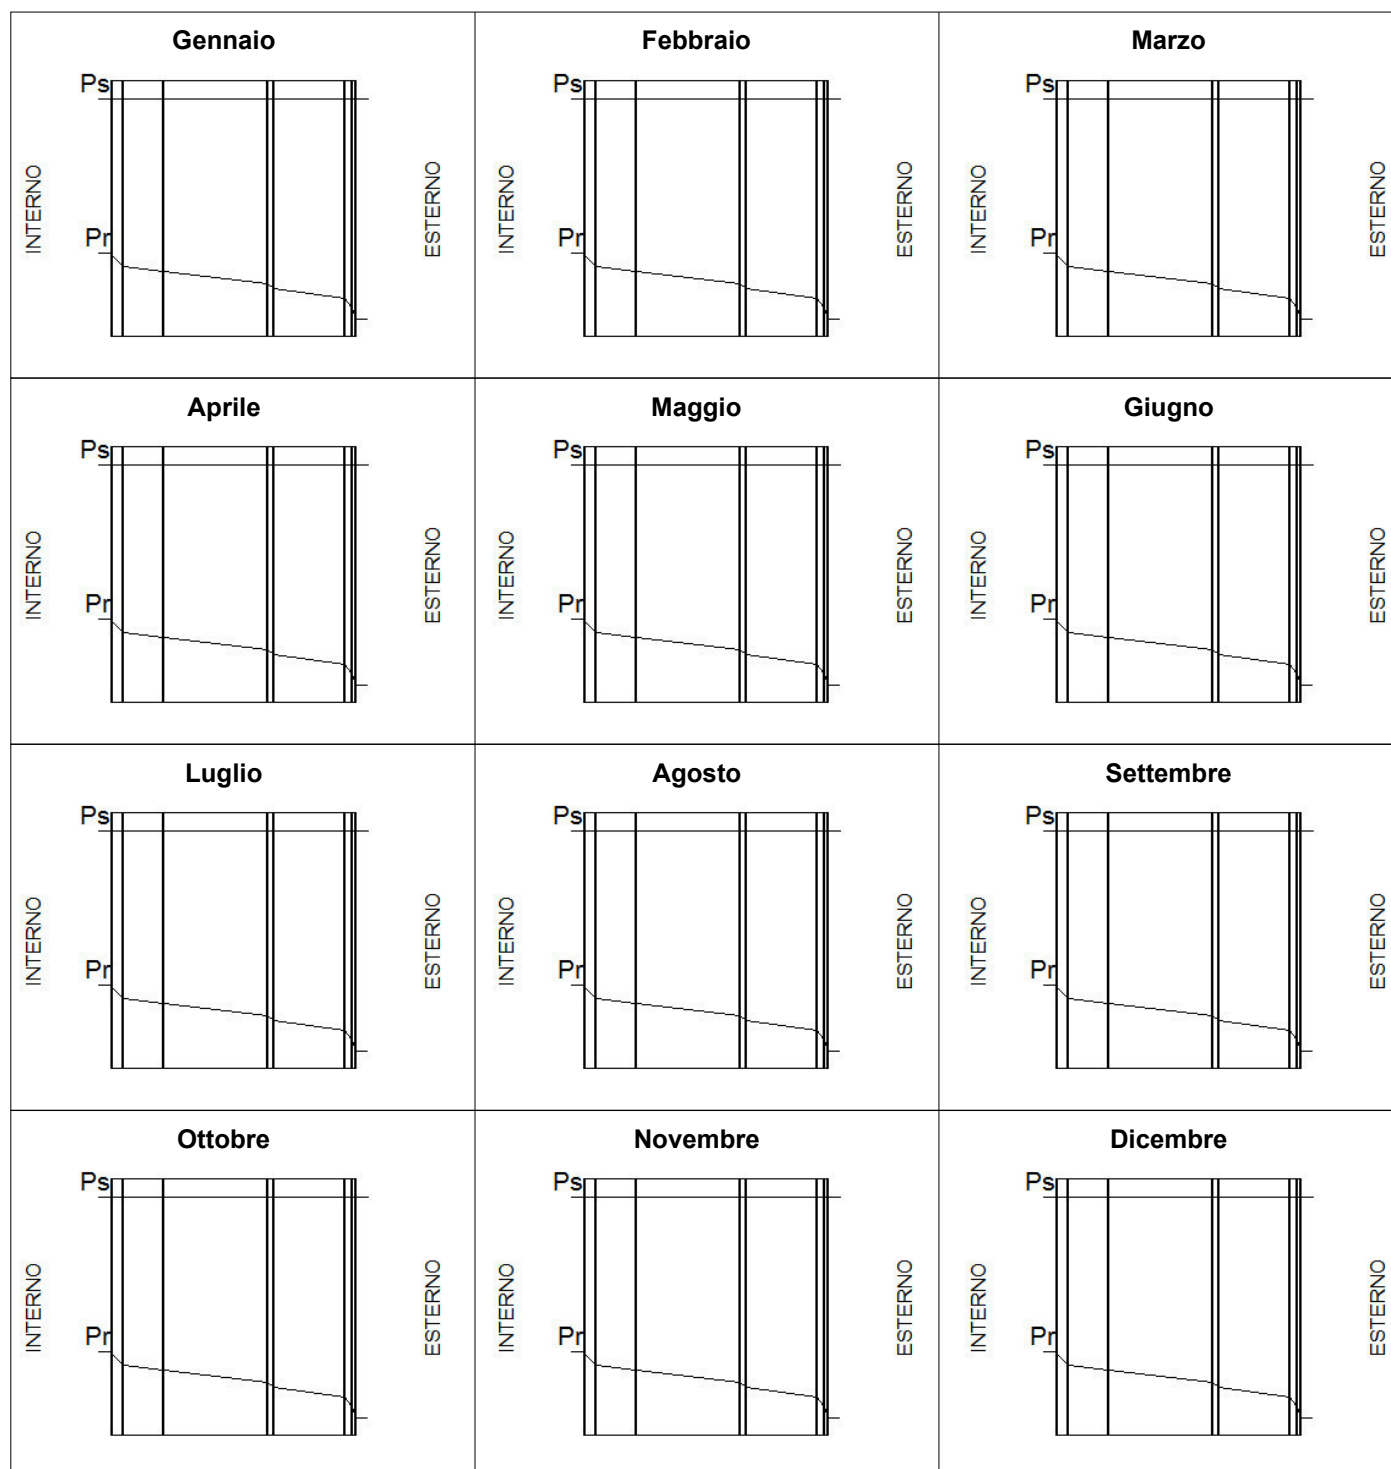 Gennaio
Febbraio
Marzo
Ps
Ps
Ps
INTERNO
Pr
ESTERNO
INTERNO
Pr
ESTERNO
INTERNO
Pr
ESTERNO
Aprile
Maggio
Giugno
Ps
Ps
Ps
INTERNO
Pr
ESTERNO
INTERNO
Pr
ESTERNO
INTERNO
Pr
ESTERNO
Luglio
Agosto
Settembre
Ps
Ps
Ps
INTERNO
Pr
ESTERNO
INTERNO
Pr
ESTERNO
INTERNO
Pr
ESTERNO
Ottobre
Novembre
Dicembre
Ps
Ps
Ps
INTERNO
Pr
ESTERNO
INTERNO
Pr
ESTERNO
INTERNO
Pr
ESTERNO